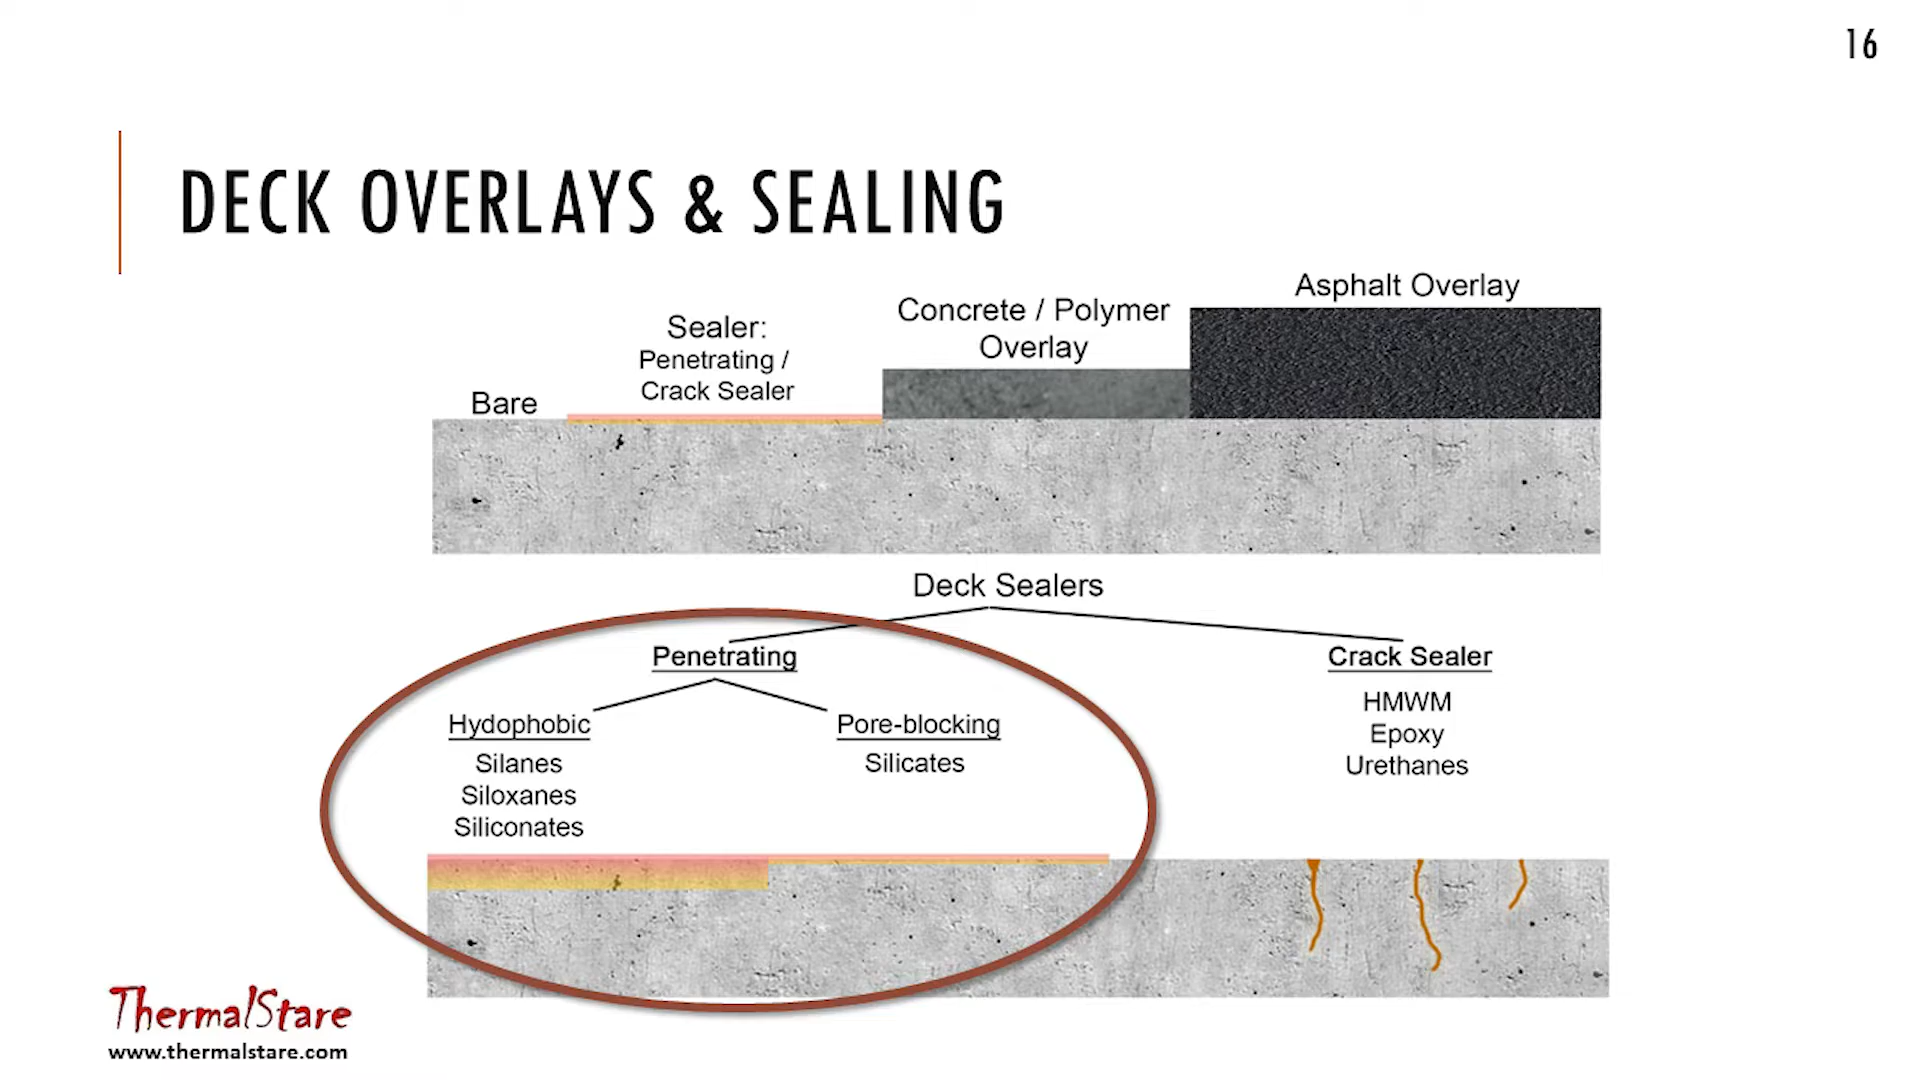 16
DECK OVERLAYS & SEALING
Asphalt Overlay
Concrete / Polymer
Overlay
Sealer:
Penetrating /
Crack Sealer
Bare
Deck Sealers
Penetrating
Crack Sealer
Hydophobic
Silanes
Siloxanes
Siliconates
Pore-blocking
Silicates
HMWM
Epoxy
Urethanes
ThermalStare
www.thermalstare.com